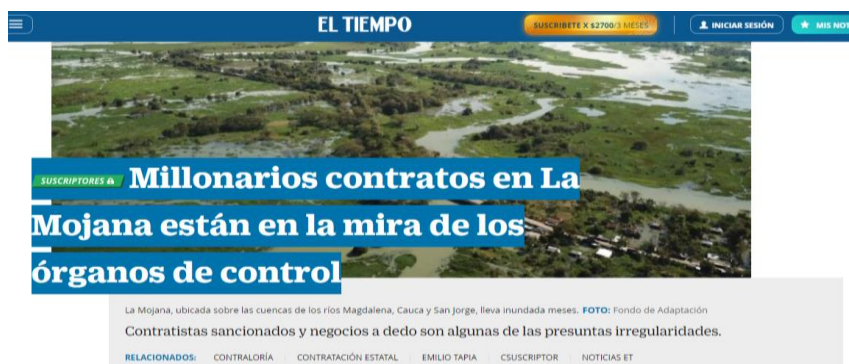 EL TIEMPO
SUSCRÍBETE X $2700/3 MESES
INICIAR SESIÓN
MIS NOT
SUSCRIPTORES Millonarios contratos en La
Mojana están en la mira de los
órganos de control
La Mojana, ubicada sobre las cuencas de los ríos Magdalena, Cauca y San Jorge, lleva inundada meses. FOTO: Fondo de Adaptación
Contratistas sancionados y negocios a dedo son algunas de las presuntas irregularidades.
RELACIONADOS: CONTRALORÍA CONTRATACIÓN ESTATAL EMILIO TAPIA CSUSCRIPTOR NOTICIAS ET